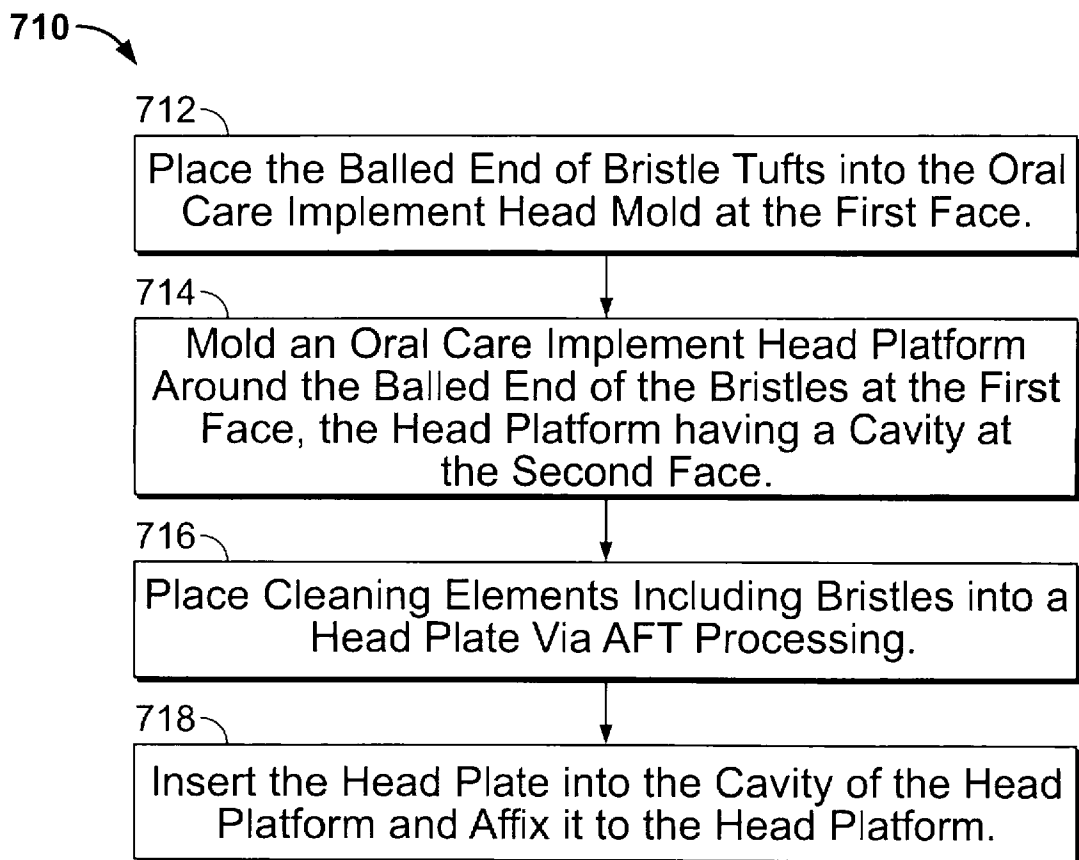 710
712
Place the Balled End of Bristle Tufts into the Oral
Care Implement Head Mold at the First Face.
714
Mold an Oral Care Implement Head Platform
Around the Balled End of the Bristles at the First
Face, the Head Platform having a Cavity at
the Second Face.
716
Place Cleaning Elements Including Bristles into a
Head Plate Via AFT Processing.
718
Insert the Head Plate into the Cavity of the Head
Platform and Affix it to the Head Platform.